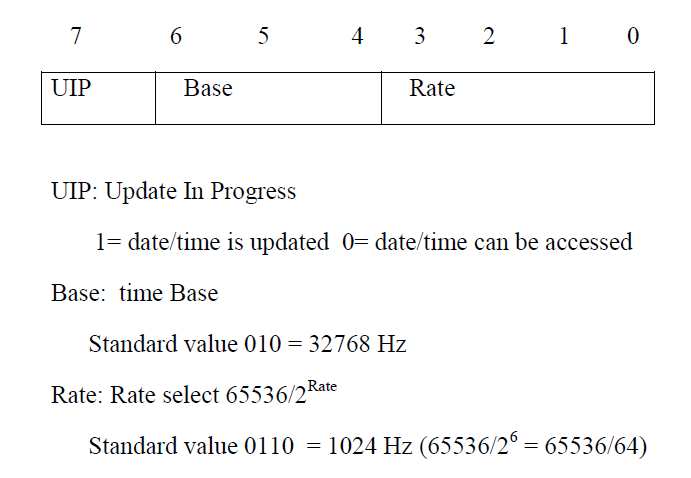 7 6 5 4 3 2 1 0
UIP Base Rate
UIP: Update In Progress
1= date/time is updated 0= date/time can be accessed
Base: time Base
Standard value 010 = 32768 Hz
Rate: Rate select 65536/2^Rate
Standard value 0110 = 1024 Hz (65536/2^6 = 65536/64)